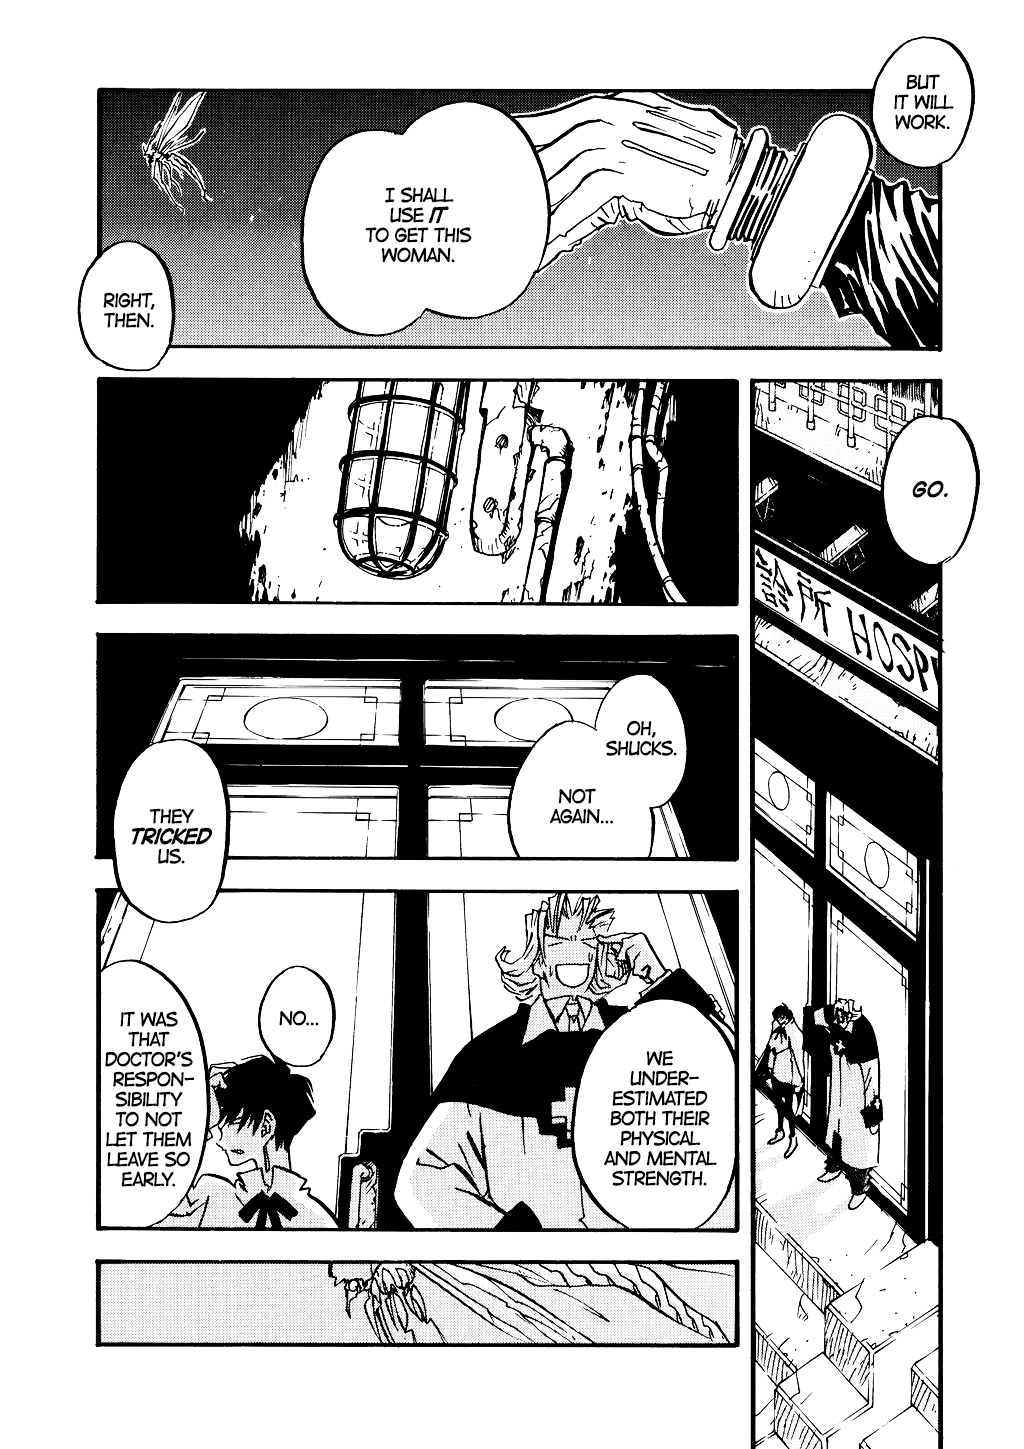 BUT
IT WILL
WORK.
I SHALL
USE IT
TO GET THIS
WOMAN.
RIGHT,
THEN.
GO.
診所 HOSP
OH,
SHUCKS.
NOT
AGAIN...
THEY
TRICKED
US.
WE
UNDER-
ESTIMATED
BOTH THEIR
PHYSICAL
AND MENTAL
STRENGTH.
NO...
IT WAS
THAT
DOCTOR'S
RESPON-
SIBILITY
TO NOT
LET THEM
LEAVE SO
EARLY.